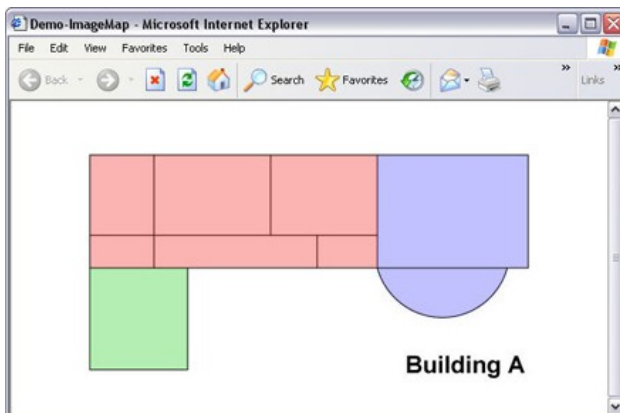 Demo-ImageMap - Microsoft Internet Explorer
File Edit View Favorites Tools Help
Back Search Favorites » Links »
Building A